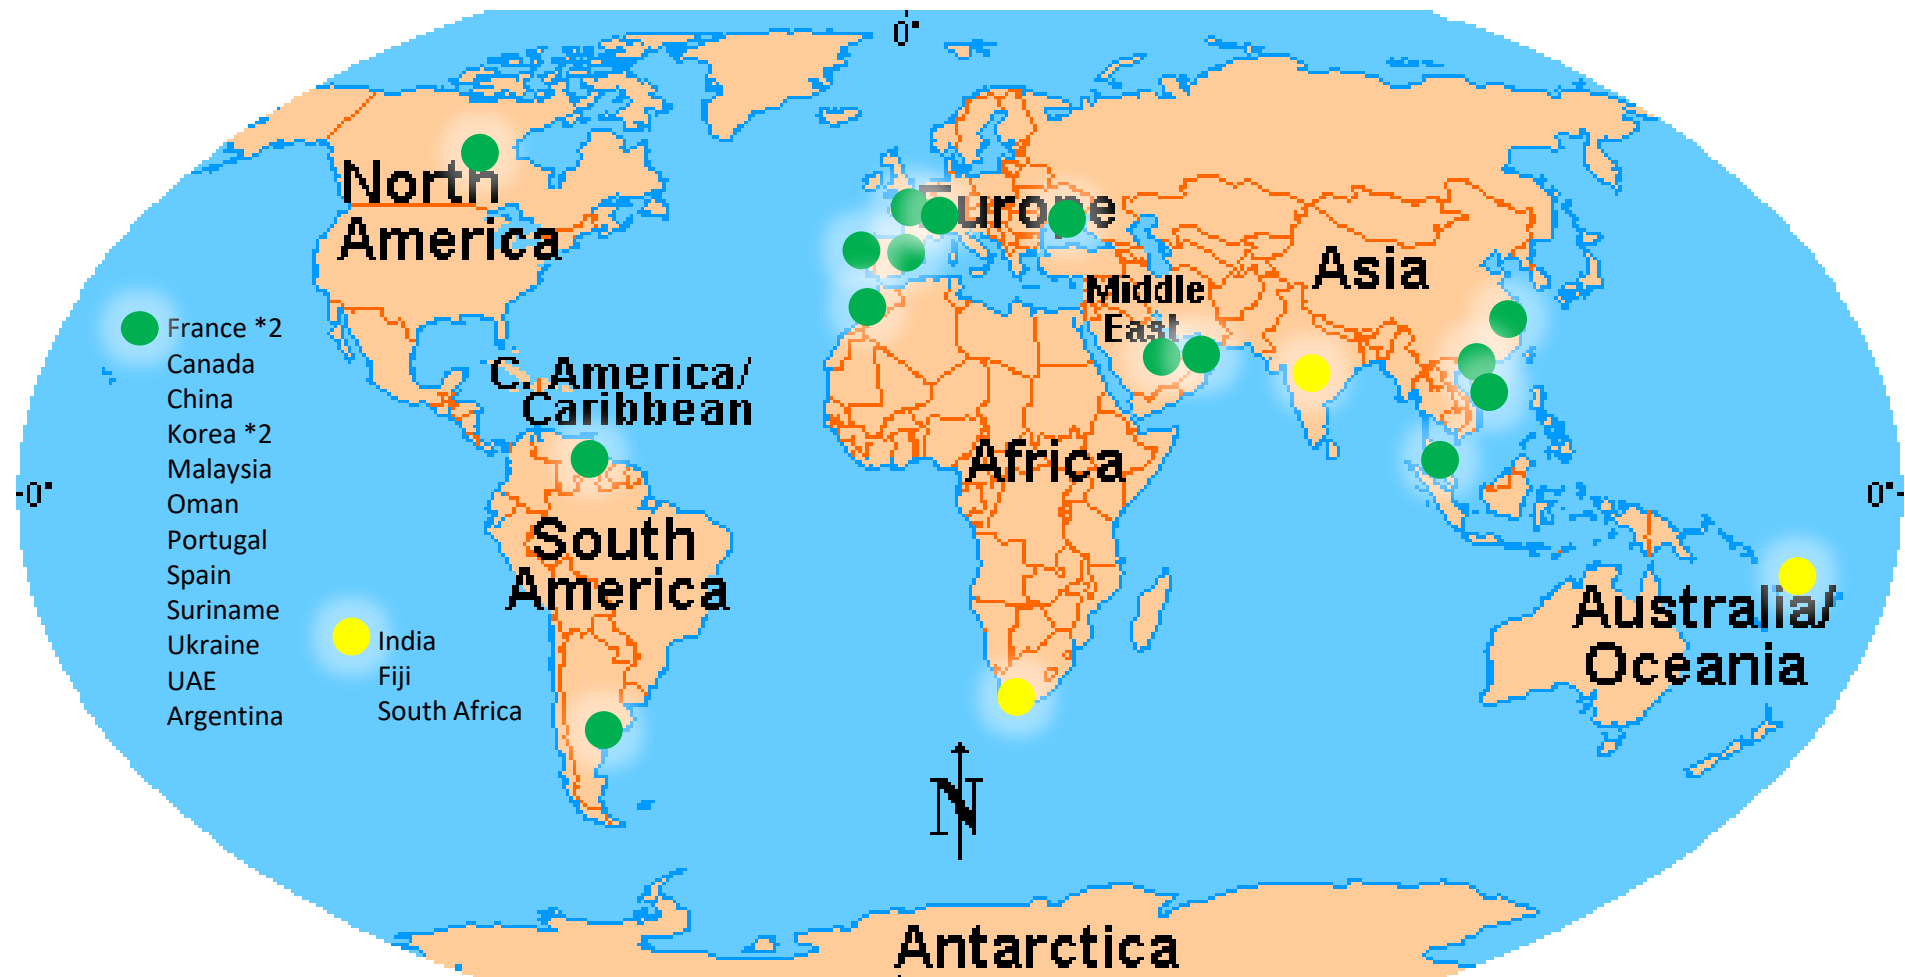 0°
North
America
Europe
Asia
Middle
East
France *2
Canada
China
Korea *2
Malaysia
Oman
Portugal
Spain
Suriname
Ukraine
UAE
Argentina
C. America/
Caribbean
Africa
0°
0°
South
America
India
Fiji
South Africa
Australia/
Oceania
N
Antarctica